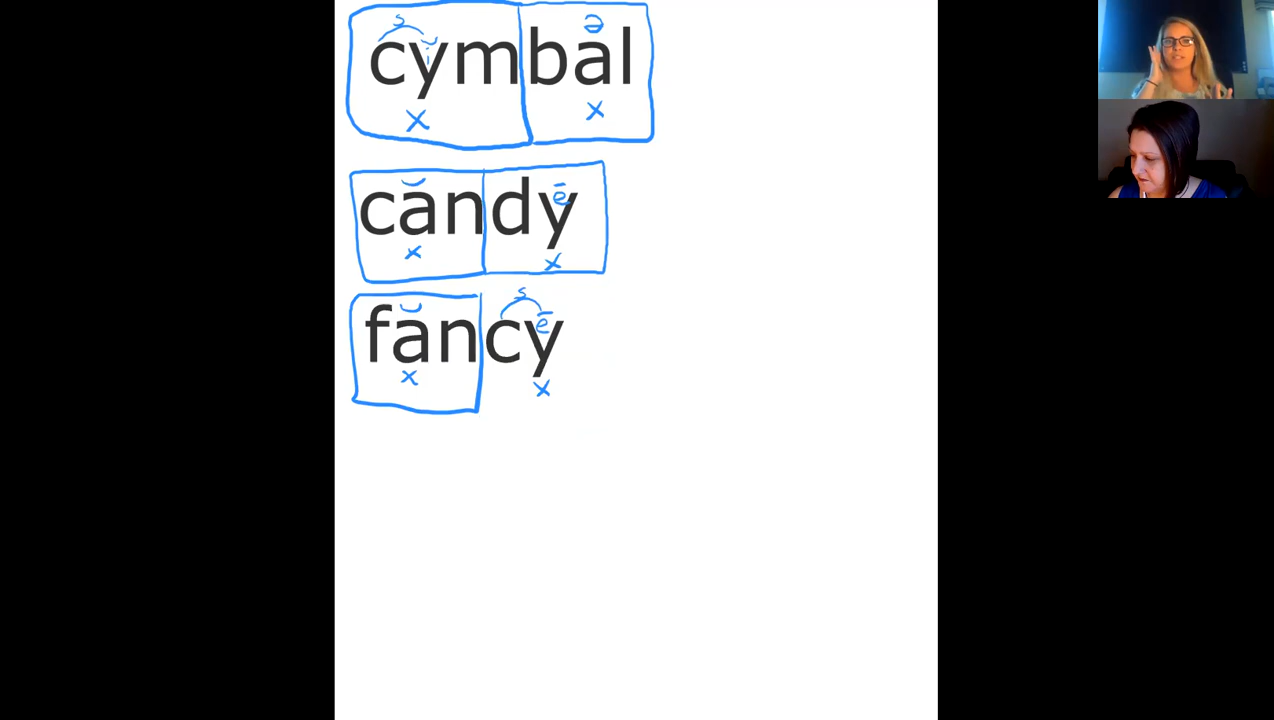 s ə
cymbal
x x
ē
candy
x x
s ē
fancy
x x